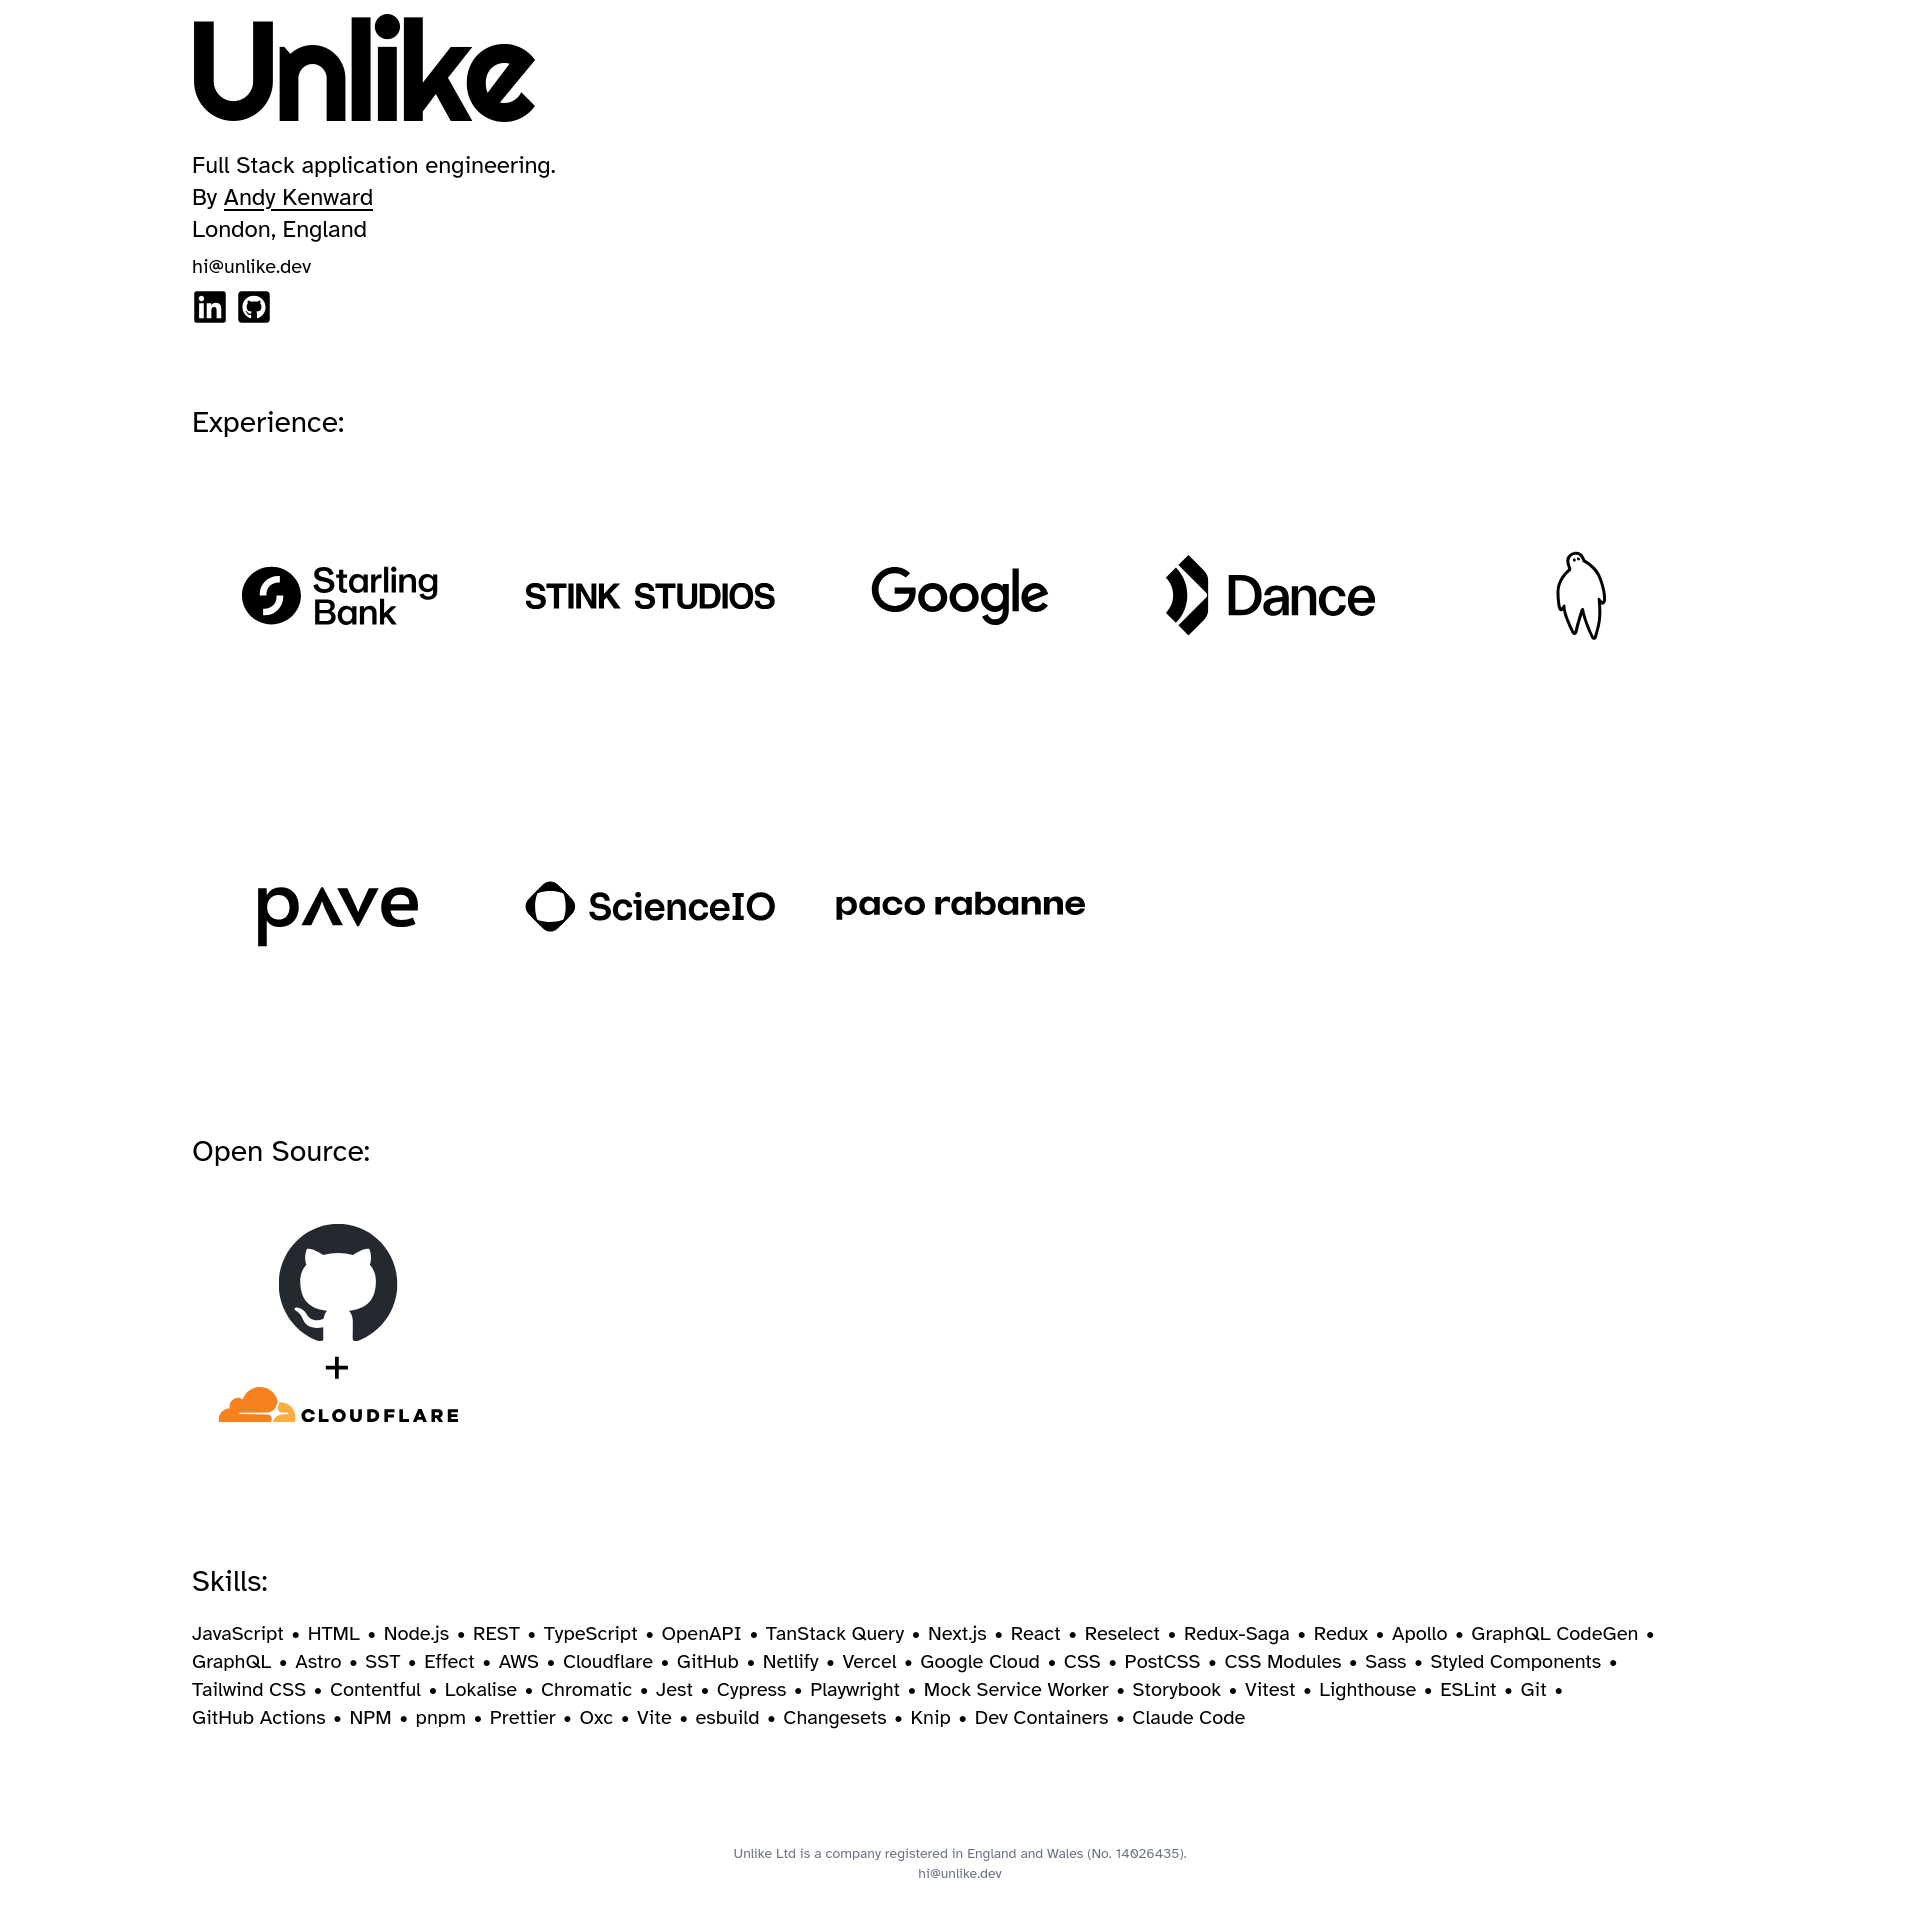 Unlike
Full Stack application engineering.
By Andy Kenward
London, England
hi@unlike.dev
in
Experience:
Starling
Bank
STINK STUDIOS
Google
Dance
pave
ScienceIO
paco rabanne
Open Source:
+
CLOUDFLARE
Skills:
JavaScript • HTML • Node.js • REST • TypeScript • OpenAPI • TanStack Query • Next.js • React • Reselect • Redux-Saga • Redux • Apollo • GraphQL CodeGen •
GraphQL • Astro • SST • Effect • AWS • Cloudflare • GitHub • Netlify • Vercel • Google Cloud • CSS • PostCSS • CSS Modules • Sass • Styled Components •
Tailwind CSS • Contentful • Lokalise • Chromatic • Jest • Cypress • Playwright • Mock Service Worker • Storybook • Vitest • Lighthouse • ESLint • Git •
GitHub Actions • NPM • pnpm • Prettier • Oxc • Vite • esbuild • Changesets • Knip • Dev Containers • Claude Code
Unlike Ltd is a company registered in England and Wales (No. 14026435).
hi@unlike.dev